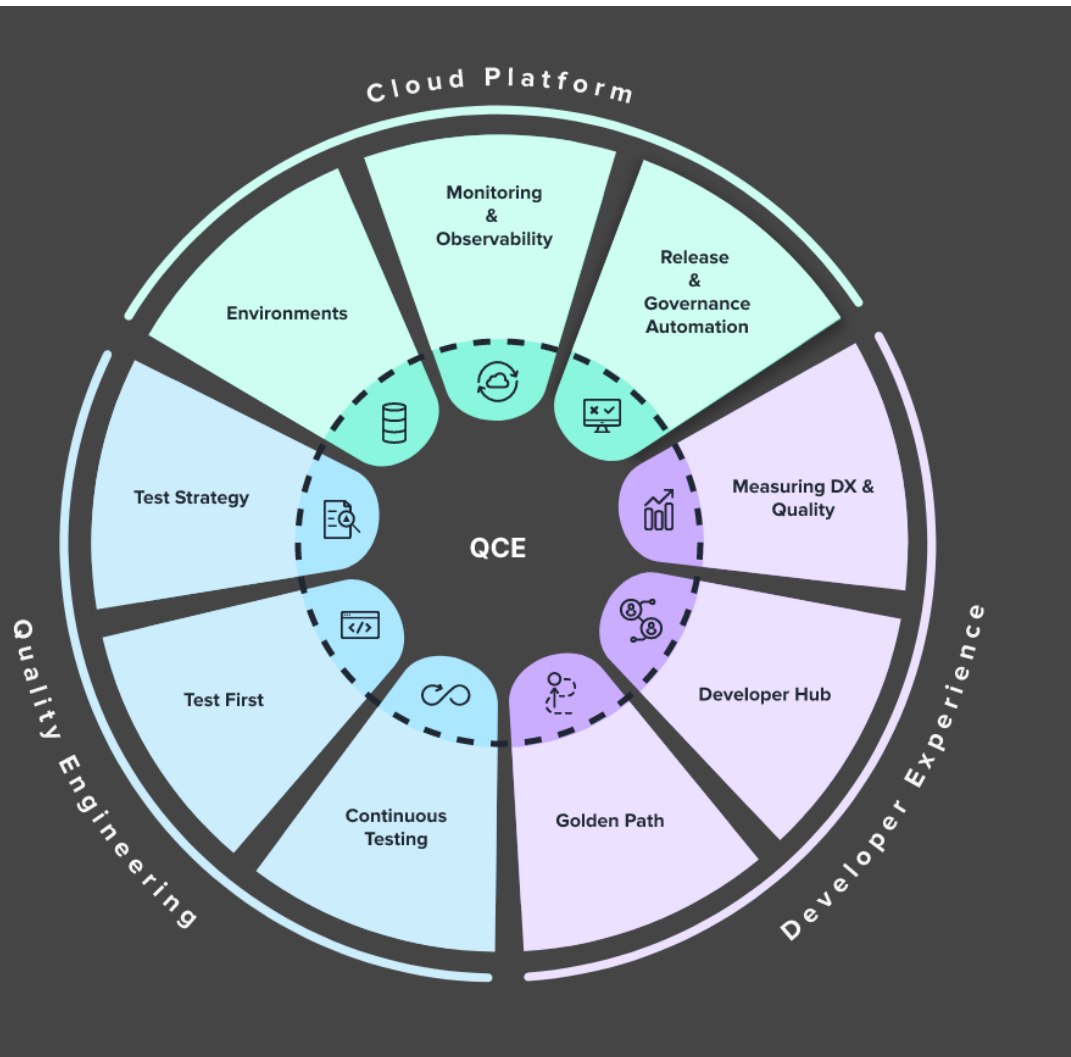 Cloud Platform
Monitoring
&
Observability
Release
&
Governance
Automation
Environments
Measuring DX &
Quality
Test Strategy
QCE
Developer Hub
Test First
Golden Path
Continuous
Testing
Quality Engineering
Developer Experience